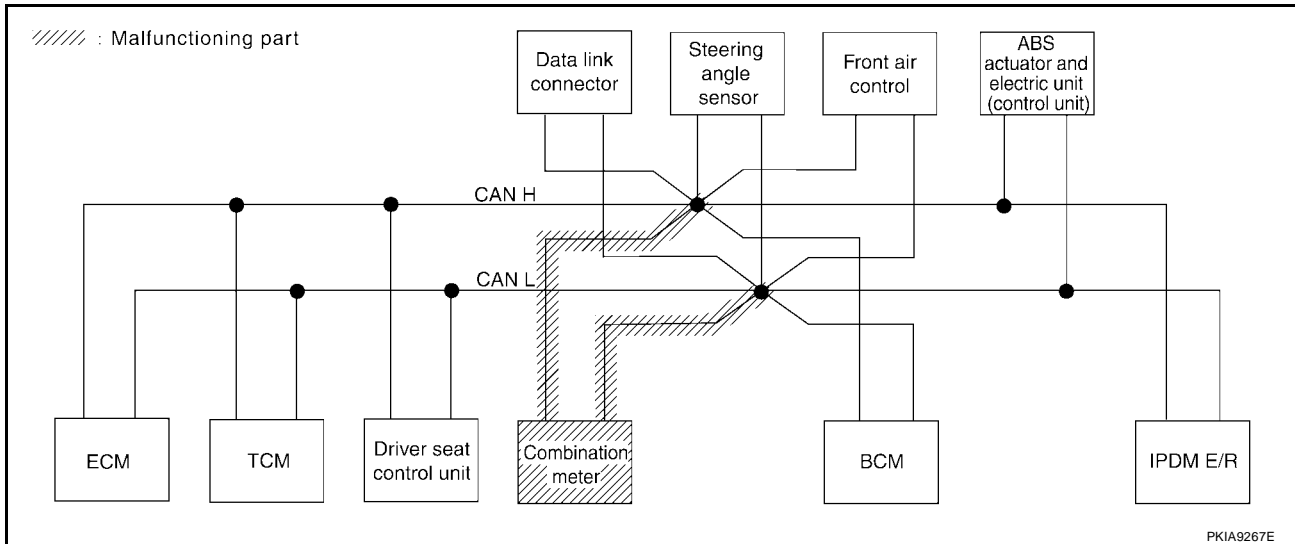 : Malfunctioning part
Data link
connector
Steering
angle
sensor
Front air
control
ABS
actuator and
electric unit
(control unit)
CAN H
CAN L
ECM
TCM
Driver seat
control unit
Combination
meter
BCM
IPDM E/R
PKIA9267E